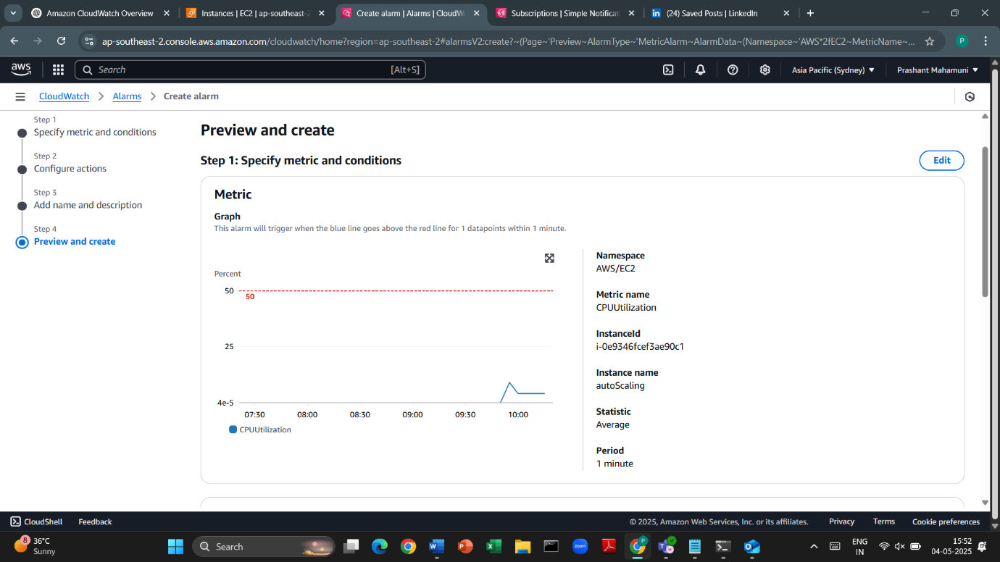 Amazon CloudWatch Overview
Instances | EC2 | ap-southeast-2
Create alarm | Alarms | CloudW
Subscriptions | Simple Notificati
(24) Saved Posts | LinkedIn
ap-southeast-2.console.aws.amazon.com/cloudwatch/home?region=ap-southeast-2#alarmsV2:create?~(Page~'Preview~AlarmType~'MetricAlarm~AlarmData~(Namespace~'AWS*2fEC2~MetricName~...
P
aws
Search
[Alt+S]
Asia Pacific (Sydney)
Prashant Mahamuni
CloudWatch
Alarms
Create alarm
Step 1
Specify metric and conditions
Step 2
Configure actions
Step 3
Add name and description
Step 4
Preview and create
Preview and create
Step 1: Specify metric and conditions
Edit
Metric
Graph
This alarm will trigger when the blue line goes above the red line for 1 datapoints within 1 minute.
Percent
50
50
25
4e-5
07:30
08:00
08:30
09:00
09:30
10:00
CPUUtilization
Namespace
AWS/EC2
Metric name
CPUUtilization
InstanceId
i-0e9346fcef3ae90c1
Instance name
autoScaling
Statistic
Average
Period
1 minute
CloudShell
Feedback
© 2025, Amazon Web Services, Inc. or its affiliates.
Privacy
Terms
Cookie preferences
8
36°C
Sunny
Search
zoom
ENG
IN
15:52
04-05-2025